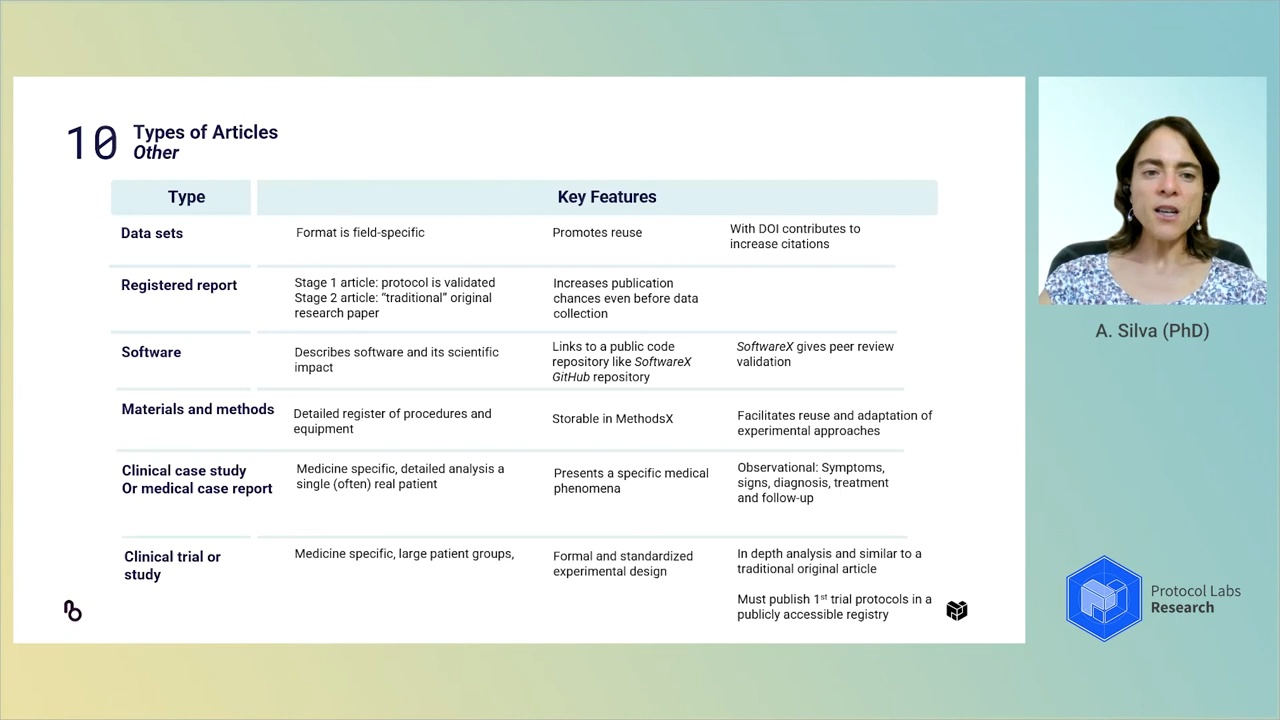 10 Types of Articles
Other
Type Key Features
Data sets
Format is field-specific
Promotes reuse
With DOI contributes to
increase citations
Registered report
Stage 1 article: protocol is validated
Stage 2 article: “traditional” original
research paper
Increases publication
chances even before data
collection
Software
Describes software and its scientific
impact
Links to a public code
repository like SoftwareX
GitHub repository
SoftwareX gives peer review
validation
Materials and methods
Detailed register of procedures and
equipment
Storable in MethodsX
Facilitates reuse and adaptation of
experimental approaches
Clinical case study
Or medical case report
Medicine specific, detailed analysis a
single (often) real patient
Presents a specific medical
phenomena
Observational: Symptoms,
signs, diagnosis, treatment
and follow-up
Clinical trial or
study
Medicine specific, large patient groups,
Formal and standardized
experimental design
In depth analysis and similar to a
traditional original article
Must publish 1st trial protocols in a
publicly accessible registry
A. Silva (PhD)
Protocol Labs
Research